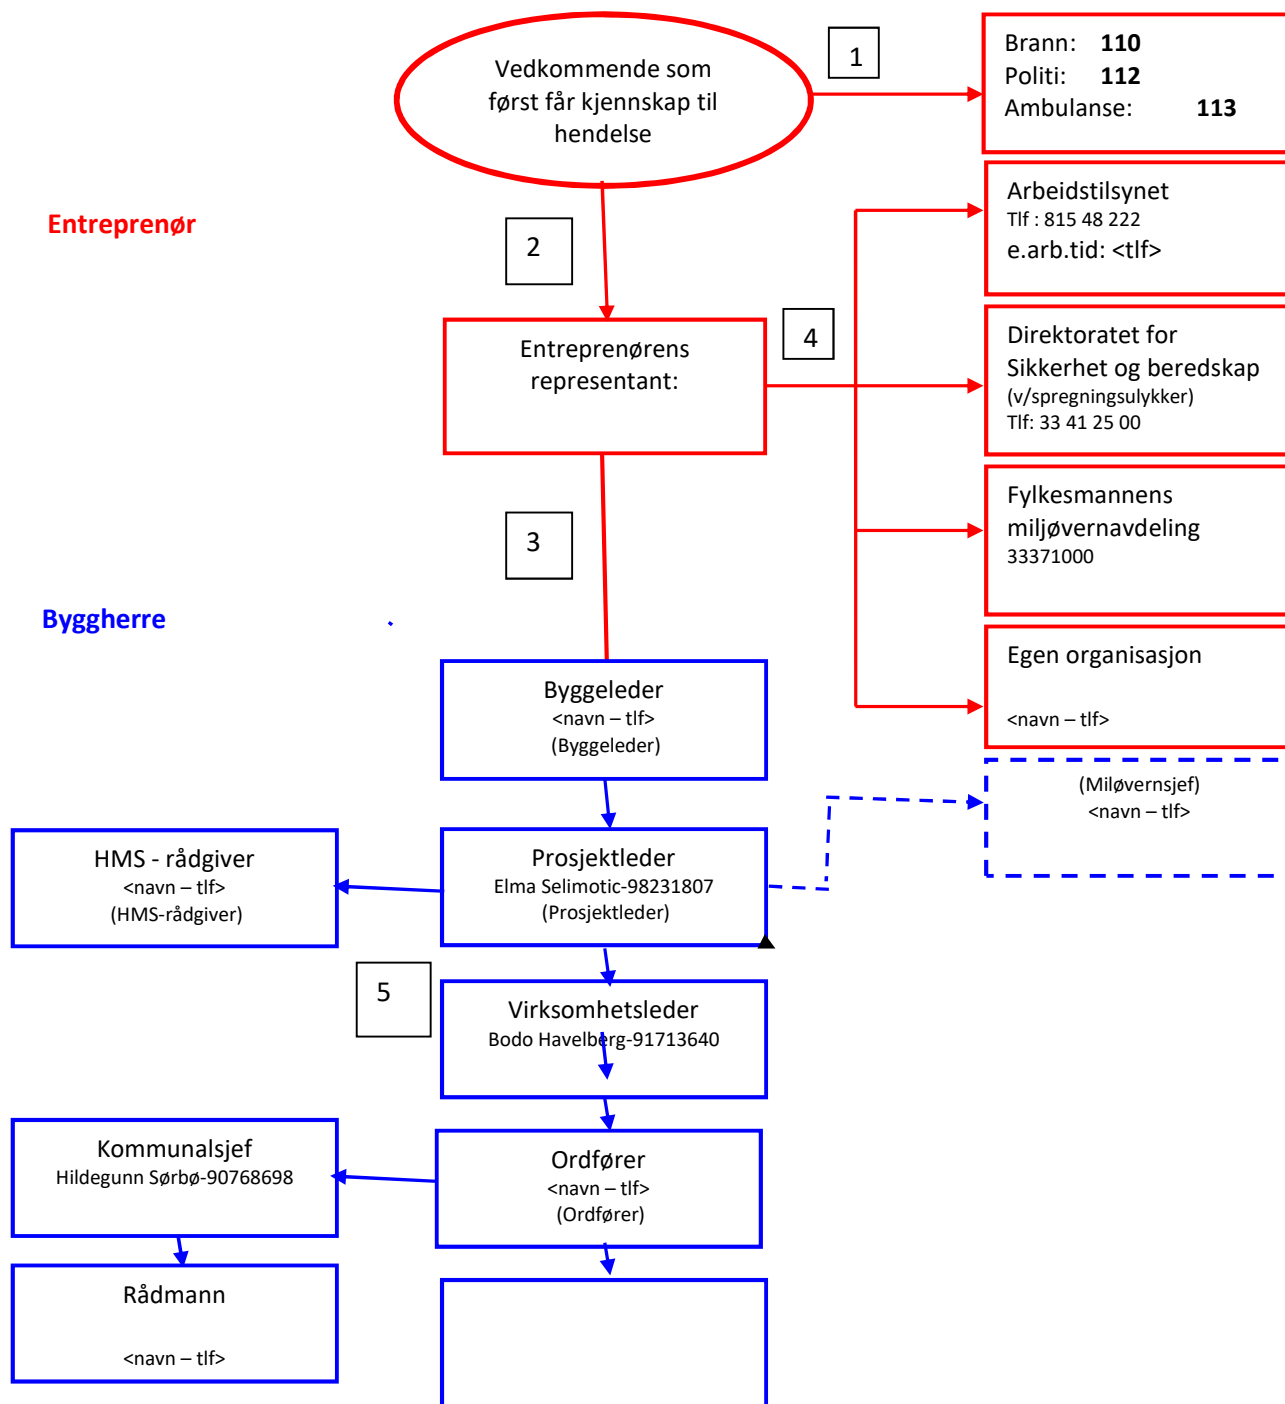 Vedkommende som
først får kjennskap til
hendelse
1
Brann: 110
Politi: 112
Ambulanse: 113
Entreprenør
2
Arbeidstilsynet
Tlf : 815 48 222
e.arb.tid: <tlf>
Entreprenørens
representant:
4
Direktoratet for
Sikkerhet og beredskap
(v/spregningsulykker)
Tlf: 33 41 25 00
3
Fylkesmannens
miljøvernavdeling
33371000
Byggherre
Egen organisasjon
<navn – tlf>
Byggeleder
<navn – tlf>
(Byggeleder)
(Miløvernsjef)
<navn – tlf>
HMS - rådgiver
<navn – tlf>
(HMS-rådgiver)
Prosjektleder
Elma Selimotic-98231807
(Prosjektleder)
5
Virksomhetsleder
Bodo Havelberg-91713640
Kommunalsjef
Hildegunn Sørbø-90768698
Ordfører
<navn – tlf>
(Ordfører)
Rådmann
<navn – tlf>